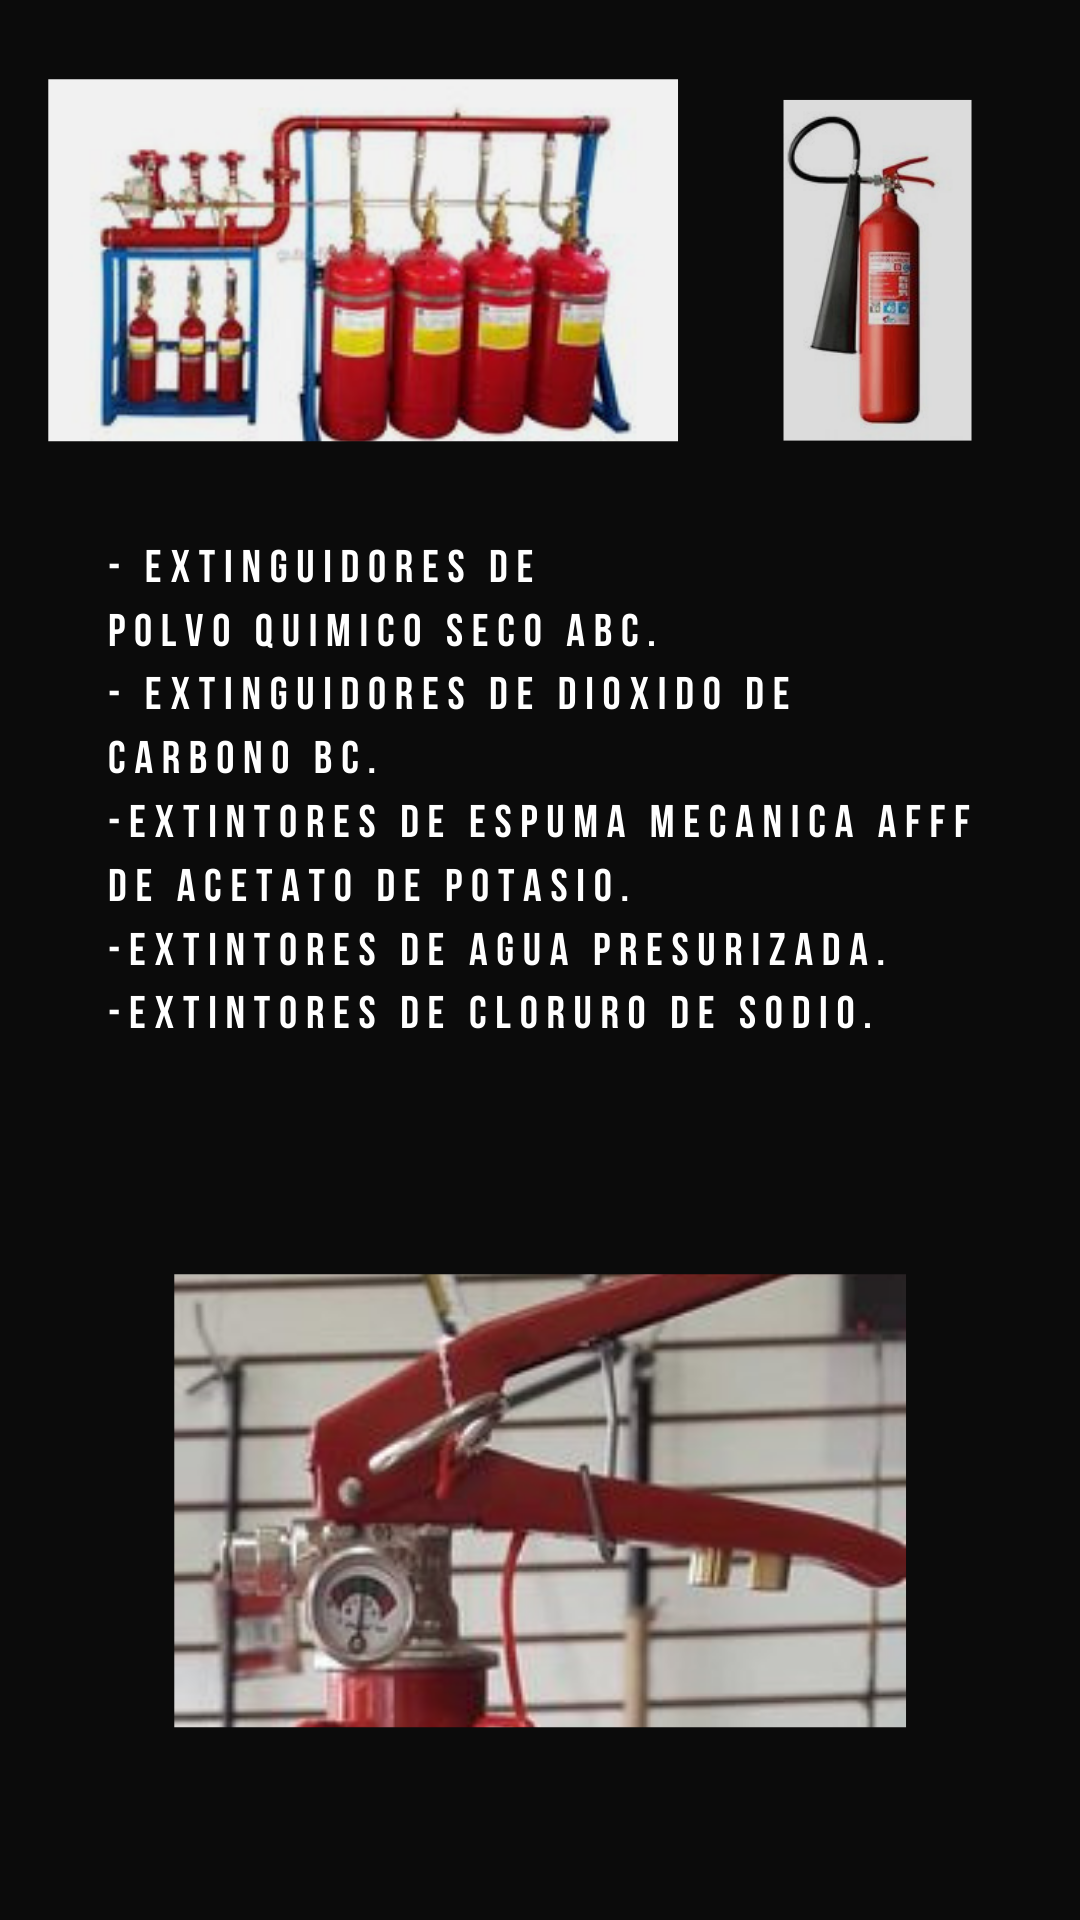 - EXTINGUIDORES DE
POLVO QUIMICO SECO ABC.
- EXTINGUIDORES DE DIOXIDO DE
CARBONO BC.
-EXTINTORES DE ESPUMA MECANICA AFFF
DE ACETATO DE POTASIO.
-EXTINTORES DE AGUA PRESURIZADA.
-EXTINTORES DE CLORURO DE SODIO.